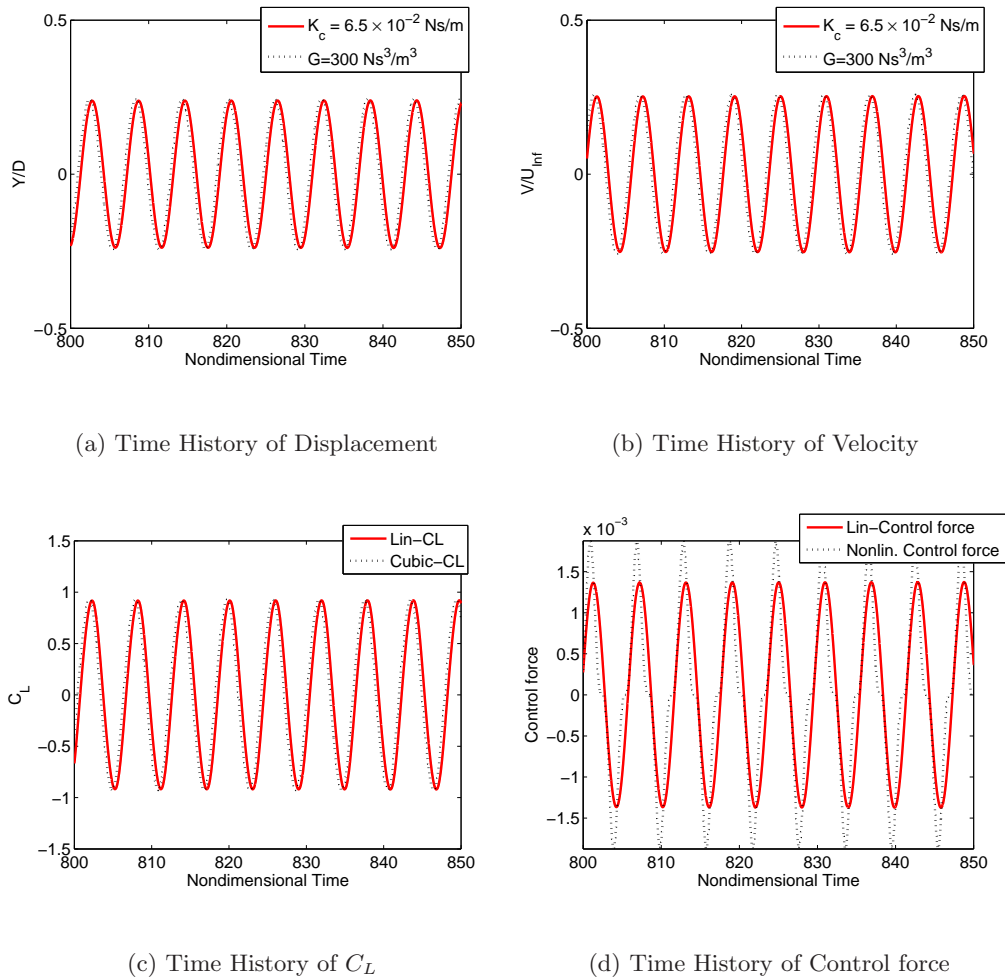 0.5
K_c = 6.5 × 10^−2 Ns/m
G=300 Ns^3/m^3
Y/D
0
−0.5
800 810 820 830 840 850
Nondimensional Time
(a) Time History of Displacement
0.5
K_c = 6.5 × 10^−2 Ns/m
G=300 Ns^3/m^3
V/U_Inf
0
−0.5
800 810 820 830 840 850
Nondimensional Time
(b) Time History of Velocity
1.5
Lin−CL
Cubic−CL
1
0.5
C_L
0
−0.5
−1
−1.5
800 810 820 830 840 850
Nondimensional Time
(c) Time History of C_L
x 10^−3
Lin−Control force
Nonlin. Control force
1.5
1
0.5
Control force
0
−0.5
−1
−1.5
800 810 820 830 840 850
Nondimensional Time
(d) Time History of Control force